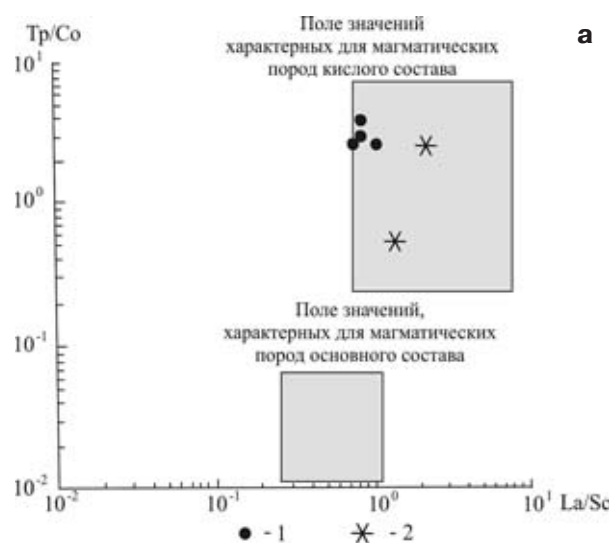 Tp/Co
Поле значений
характерных для магматических
пород кислого состава
а
10¹
10⁰
Поле значений,
характерных для магматических
пород основного состава
10⁻¹
10⁻²
10⁻² 10⁻¹ 10⁰ 10¹ La/Sc
- 1 - 2